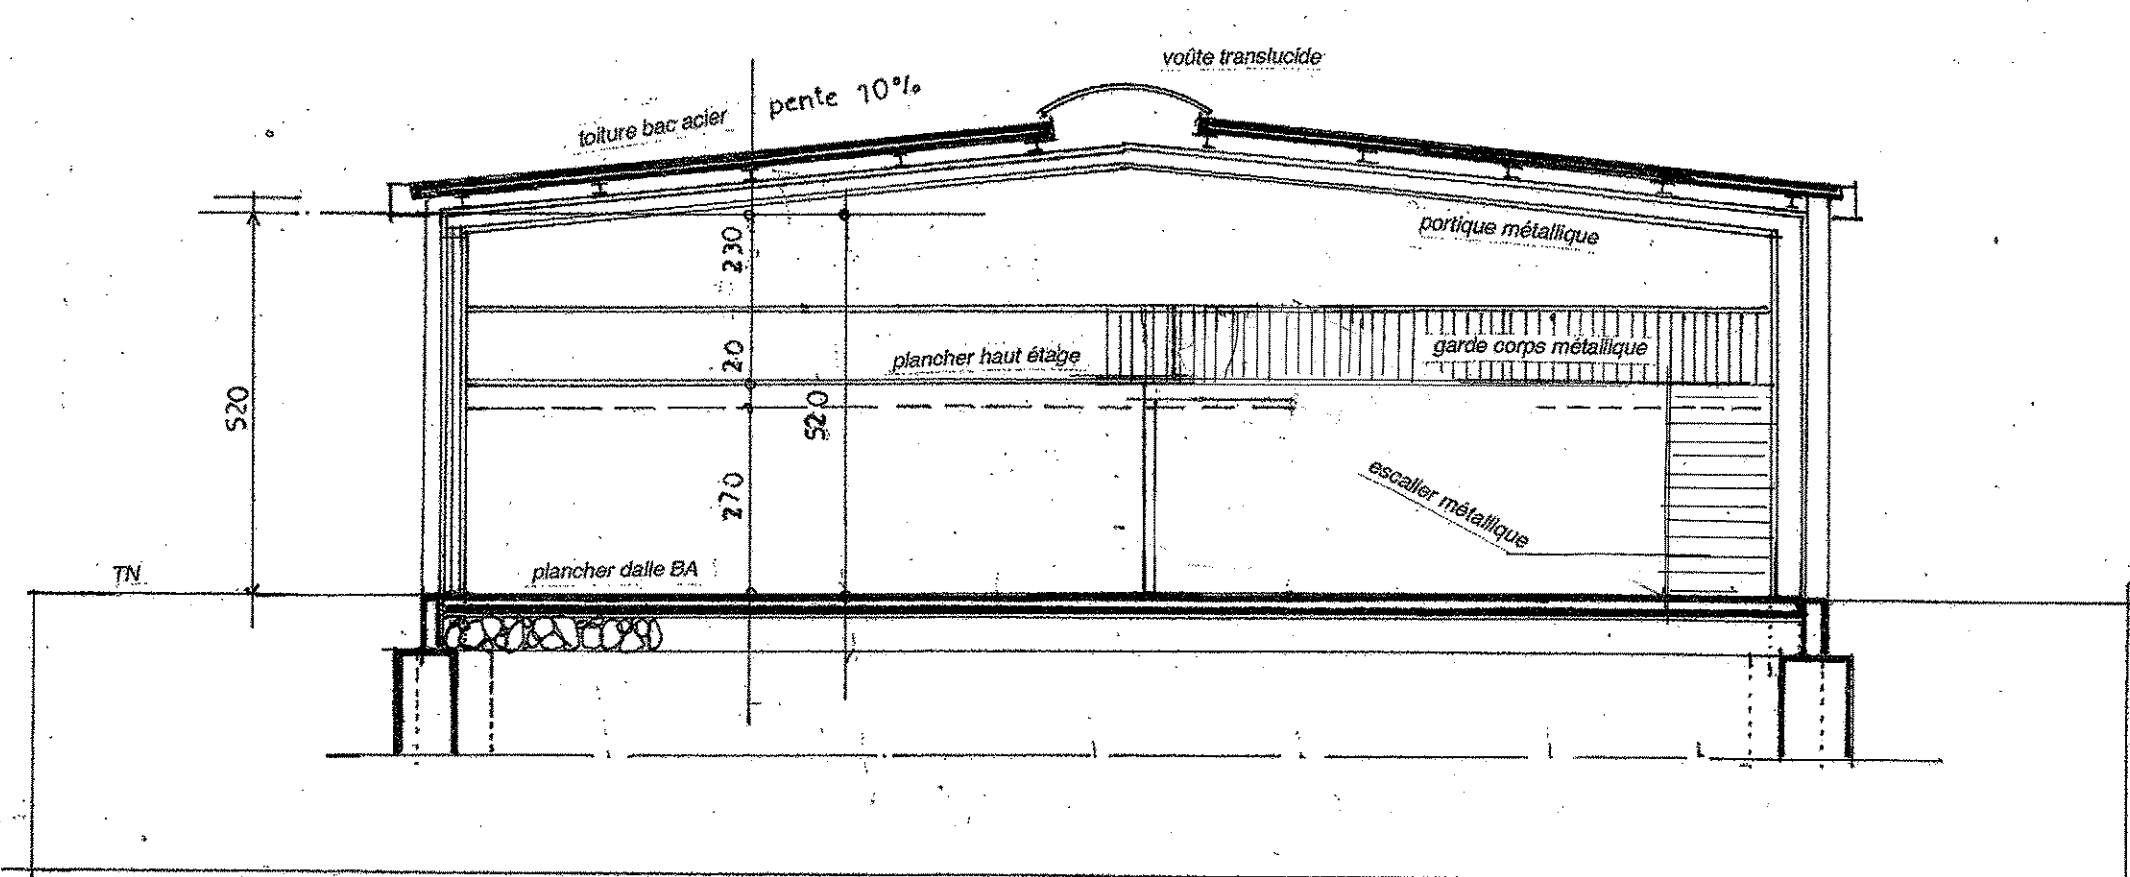 voûte translucide
toiture bac acier
pente 10%
portique métallique
230
plancher haut étage
20
garde corps métallique
520
520
270
escalier métallique
TN
plancher dalle BA